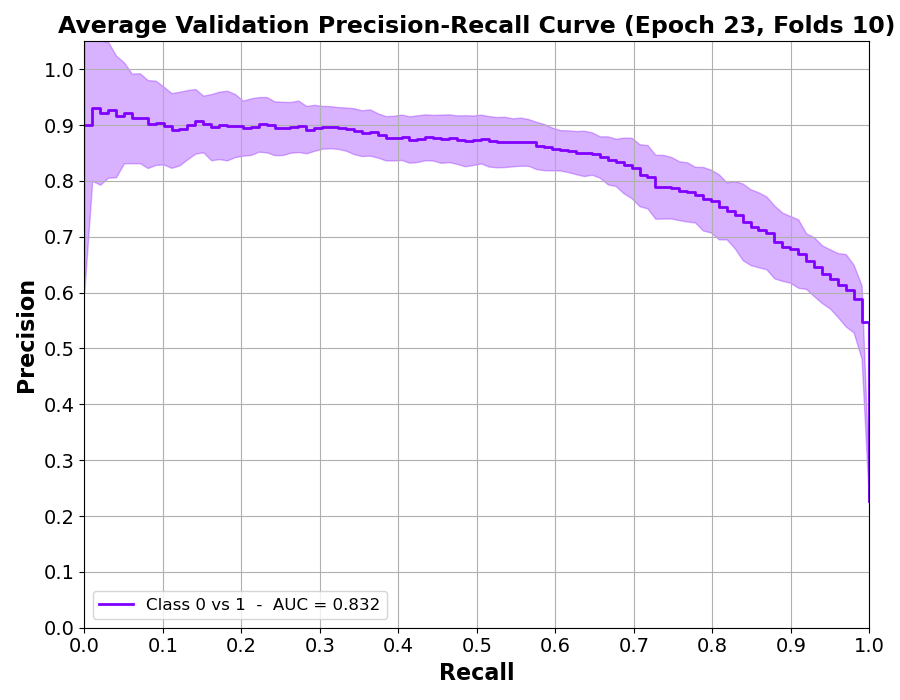 Average Validation Precision-Recall Curve (Epoch 23, Folds 10)
1.0
0.9
0.8
0.7
0.6
0.5
0.4
0.3
0.2
0.1
0.0
Precision
Class 0 vs 1 - AUC = 0.832
0.0 0.1 0.2 0.3 0.4 0.5 0.6 0.7 0.8 0.9 1.0
Recall